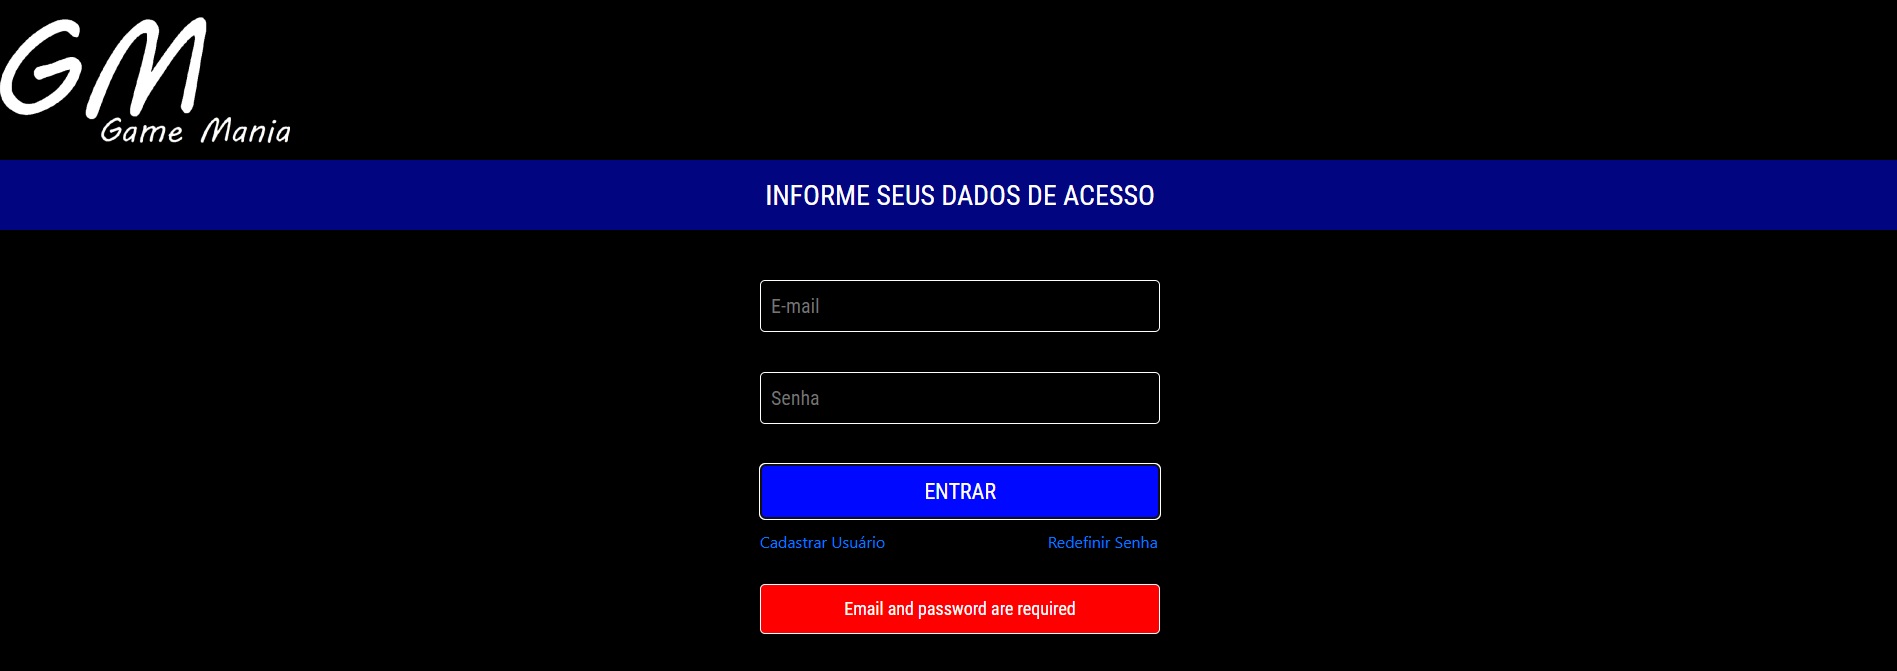 GM
Game Mania
INFORME SEUS DADOS DE ACESSO
E-mail
Senha
ENTRAR
Cadastrar Usuário
Redefinir Senha
Email and password are required